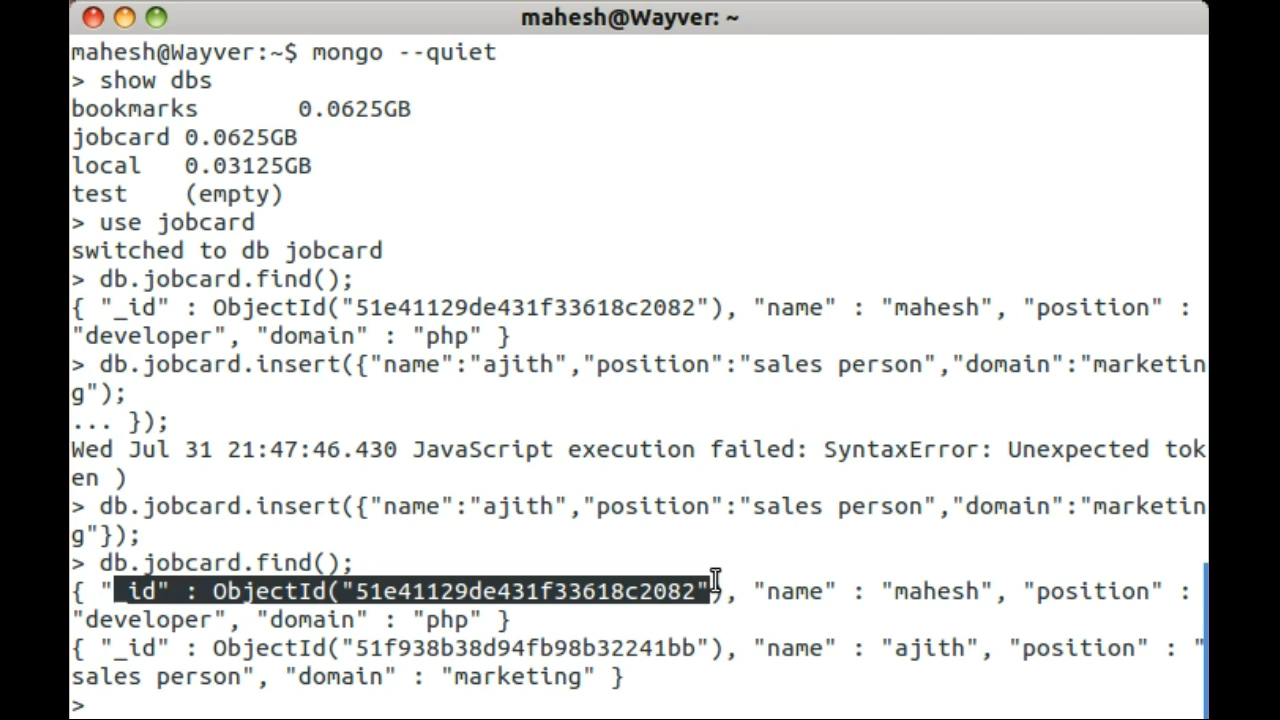 mahesh@Wayver: ~
mahesh@Wayver:~$ mongo --quiet
> show dbs
bookmarks       0.0625GB
jobcard 0.0625GB
local   0.03125GB
test    (empty)
> use jobcard
switched to db jobcard
> db.jobcard.find();
{ "_id" : ObjectId("51e41129de431f33618c2082"), "name" : "mahesh", "position" :
"developer", "domain" : "php" }
> db.jobcard.insert({"name":"ajith","position":"sales person","domain":"marketin
g");
... });
Wed Jul 31 21:47:46.430 JavaScript execution failed: SyntaxError: Unexpected tok
en )
> db.jobcard.insert({"name":"ajith","position":"sales person","domain":"marketin
g"});
> db.jobcard.find();
{ "_id" : ObjectId("51e41129de431f33618c2082"), "name" : "mahesh", "position" :
"developer", "domain" : "php" }
{ "_id" : ObjectId("51f938b38d94fb98b32241bb"), "name" : "ajith", "position" : "
sales person", "domain" : "marketing" }
>